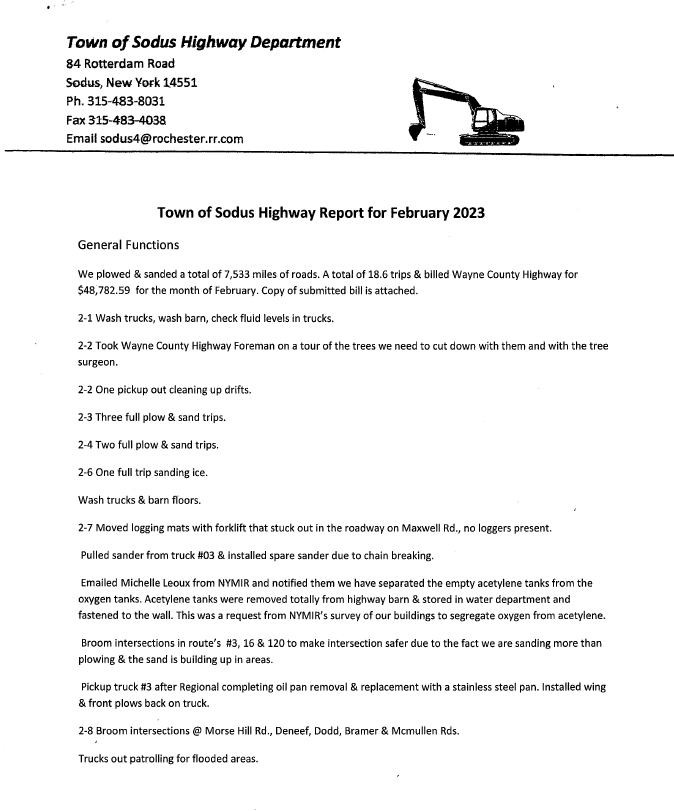 Town of Sodus Highway Department
84 Rotterdam Road
Sodus, New York 14551
Ph. 315-483-8031
Fax 315-483-4038
Email sodus4@rochester.rr.com
Town of Sodus Highway Report for February 2023
General Functions
We plowed & sanded a total of 7,533 miles of roads. A total of 18.6 trips & billed Wayne County Highway for
$48,782.59 for the month of February. Copy of submitted bill is attached.
2-1 Wash trucks, wash barn, check fluid levels in trucks.
2-2 Took Wayne County Highway Foreman on a tour of the trees we need to cut down with them and with the tree
surgeon.
2-2 One pickup out cleaning up drifts.
2-3 Three full plow & sand trips.
2-4 Two full plow & sand trips.
2-6 One full trip sanding ice.
Wash trucks & barn floors.
2-7 Moved logging mats with forklift that stuck out in the roadway on Maxwell Rd., no loggers present.
Pulled sander from truck #03 & installed spare sander due to chain breaking.
Emailed Michelle Leoux from NYMIR and notified them we have separated the empty acetylene tanks from the
oxygen tanks. Acetylene tanks were removed totally from highway barn & stored in water department and
fastened to the wall. This was a request from NYMIR's survey of our buildings to segregate oxygen from acetylene.
Broom intersections in route's #3, 16 & 120 to make intersection safer due to the fact we are sanding more than
plowing & the sand is building up in areas.
Pickup truck #3 after Regional completing oil pan removal & replacement with a stainless steel pan. Installed wing
& front plows back on truck.
2-8 Broom intersections @ Morse Hill Rd., Deneef, Dodd, Bramer & Mcmullen Rds.
Trucks out patrolling for flooded areas.